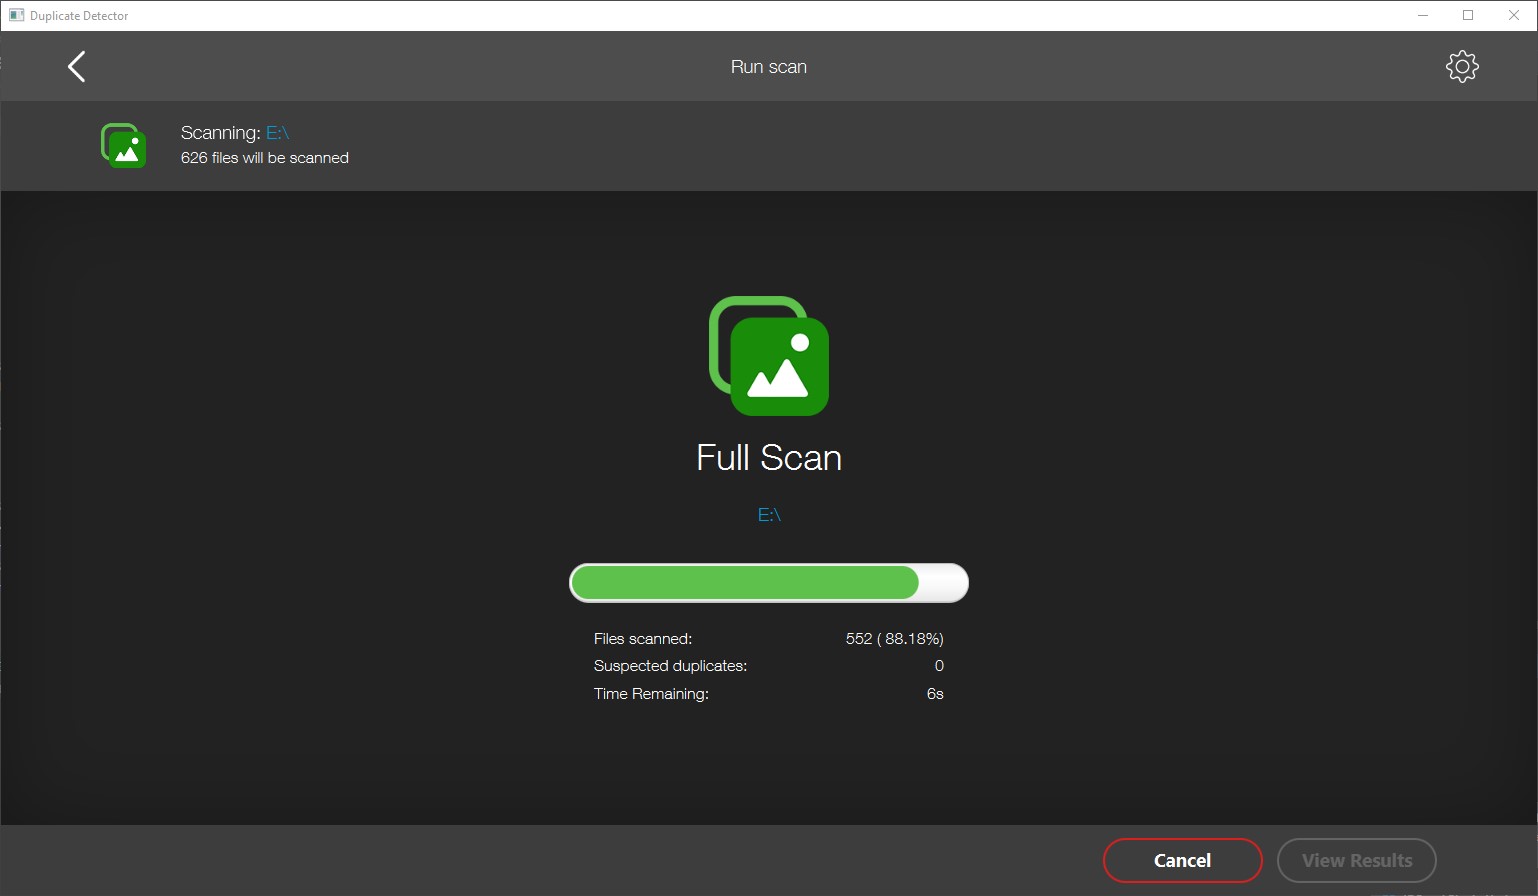 Duplicate Detector
Run scan
Scanning: E:\
626 files will be scanned
Full Scan
E:\
Files scanned: 552 ( 88.18%)
Suspected duplicates: 0
Time Remaining: 6s
Cancel
View Results